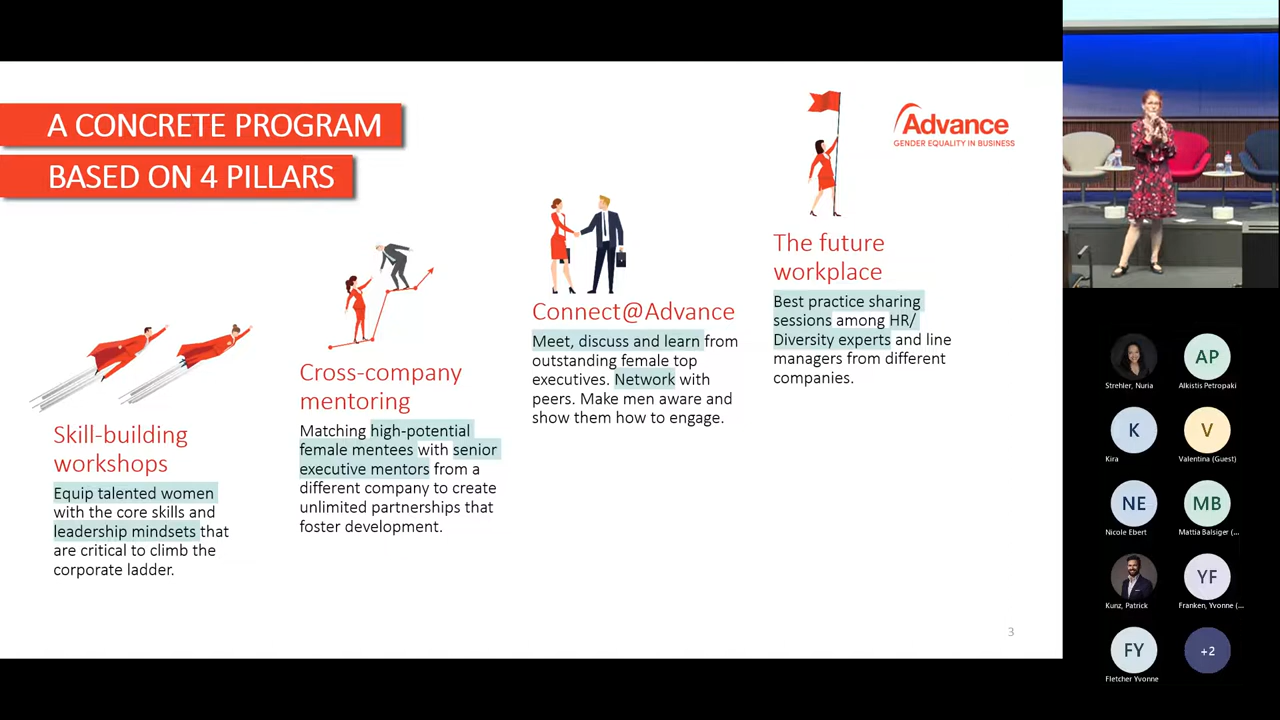 A CONCRETE PROGRAM
BASED ON 4 PILLARS
Advance
GENDER EQUALITY IN BUSINESS
Skill-building
workshops
Equip talented women
with the core skills and
leadership mindsets that
are critical to climb the
corporate ladder.
Cross-company
mentoring
Matching high-potential
female mentees with senior
executive mentors from a
different company to create
unlimited partnerships that
foster development.
Connect@Advance
Meet, discuss and learn from
outstanding female top
executives. Network with
peers. Make men aware and
show them how to engage.
The future
workplace
Best practice sharing
sessions among HR/
Diversity experts and line
managers from different
companies.
3
Strehler, Nuria
AP
Alkistis Petropaki
K
Kira
V
Valentina (Guest)
NE
Nicole Ebert
MB
Mattia Balsiger (...
Kunz, Patrick
YF
Franken, Yvonne (...
FY
Fletcher Yvonne
+2